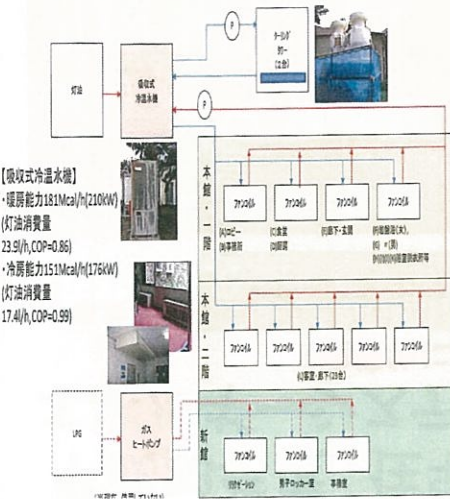 P
クーリング
タワー
(2台)
灯油
吸収式
冷温水機
P
【吸収式冷温水機】
・暖房能力181Mcal/h(210kW)
(灯油消費量
23.9l/h,COP=0.86)
・冷房能力151Mcal/h(176kW)
(灯油消費量
17.4l/h,COP=0.99)
本館・一階
ファンコイル
ファンコイル
ファンコイル
ファンコイル
(A)ロビー
(B)事務所
(C)食堂
(D)厨房
(E)廊下・玄関
本館・二階
ファンコイル
ファンコイル
ファンコイル
ファンコイル
ファンコイル
客室・廊下(23台)
LPG
ガス
ヒートポンプ
新館
ファンコイル
ファンコイル
ファンコイル
男子ロッカー室
事務室